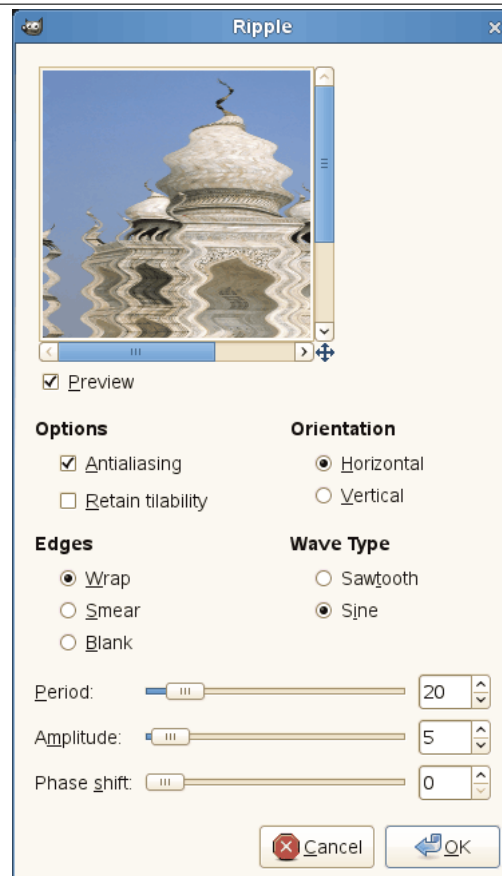 Ripple
Preview
Options
Orientation
Antialiasing
Horizontal
Retain tilability
Vertical
Edges
Wave Type
Wrap
Sawtooth
Smear
Sine
Blank
Period: 20
Amplitude: 5
Phase shift: 0
Cancel OK